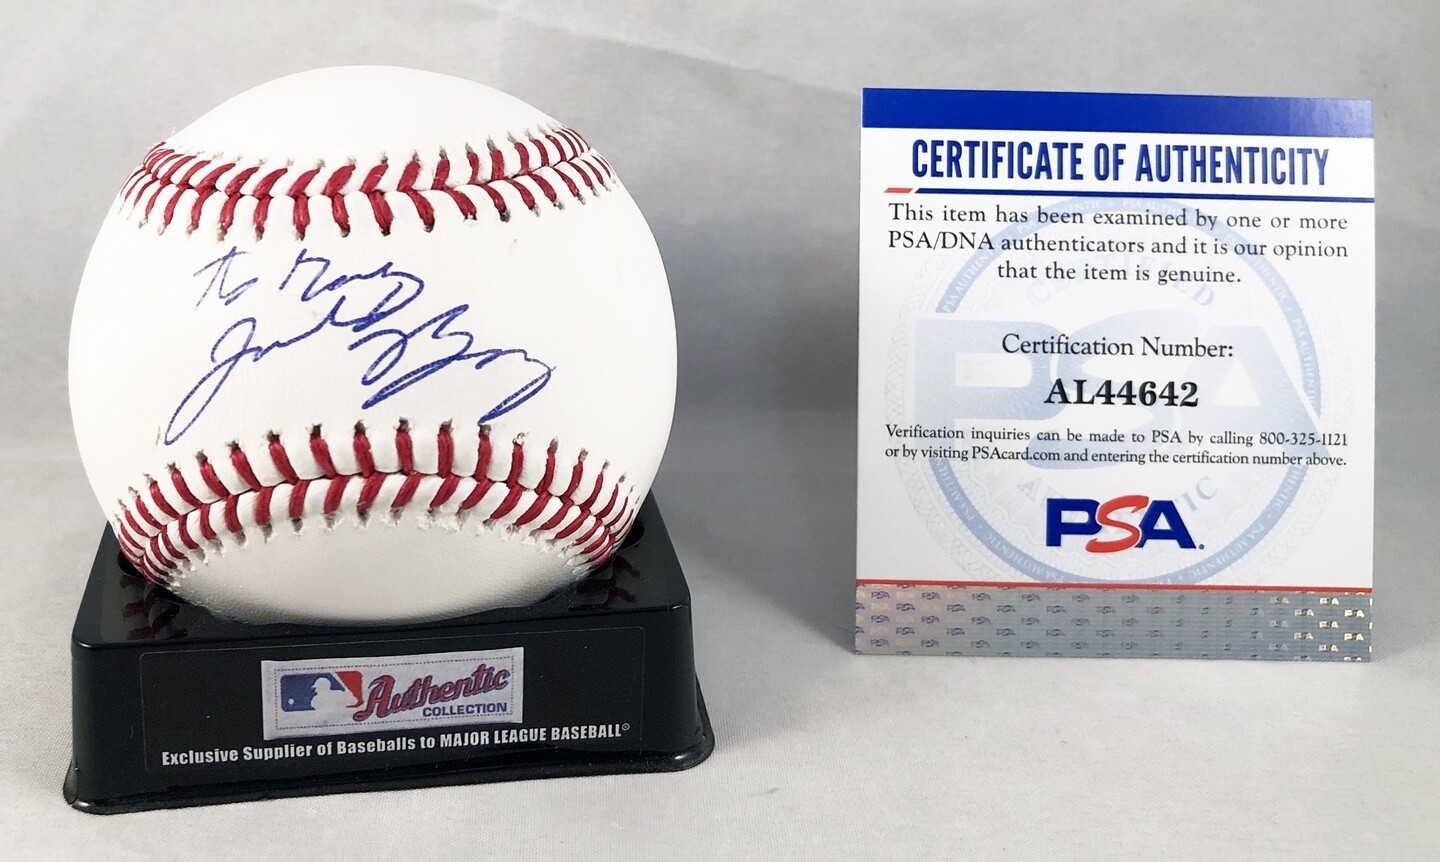 to
CERTIFICATE OF AUTHENTICITY
This item has been examined by one or more
PSA/DNA authenticators and it is our opinion
that the item is genuine.
Certification Number:
AL44642
Verification inquiries can be made to PSA by calling 800-325-1121
or by visiting PSAcard.com and entering the certification number above.
PSA
Authentic
COLLECTION
Exclusive Supplier of Baseballs to MAJOR LEAGUE BASEBALL®